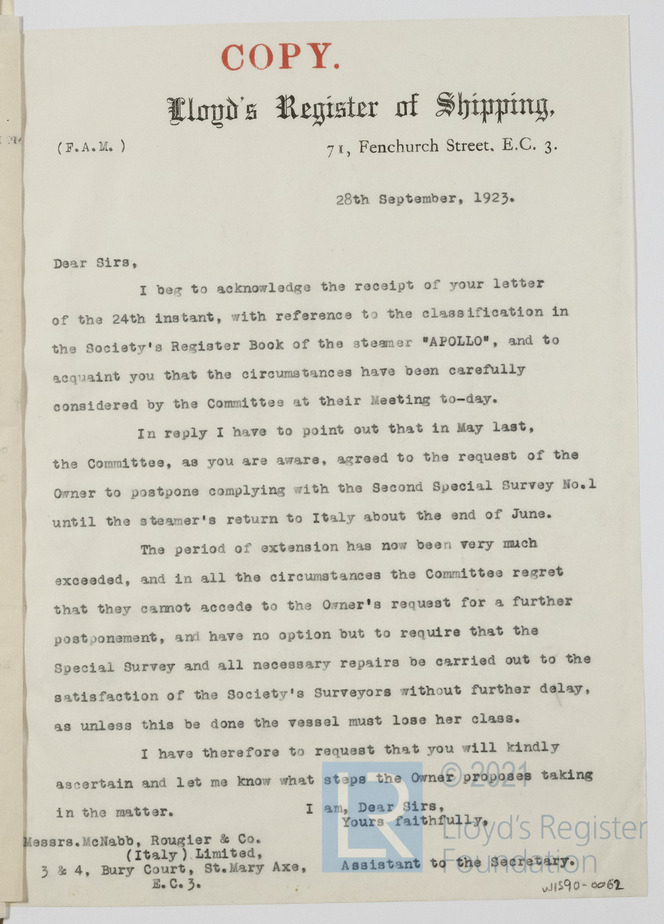 COPY.
Lloyd's Register of Shipping,
(F.A.M.)
71, Fenchurch Street. E.C. 3.
28th September, 1923.
Dear Sirs,
I beg to acknowledge the receipt of your letter
of the 24th instant, with reference to the classification in
the Society's Register Book of the steamer "APOLLO", and to
acquaint you that the circumstances have been carefully
considered by the Committee at their Meeting to-day.
In reply I have to point out that in May last,
the Committee, as you are aware, agreed to the request of the
Owner to postpone complying with the Second Special Survey No.1
until the steamer's return to Italy about the end of June.
The period of extension has now been very much
exceeded, and in all the circumstances the Committee regret
that they cannot accede to the Owner's request for a further
postponement, and have no option but to require that the
Special Survey and all necessary repairs be carried out to the
satisfaction of the Society's Surveyors without further delay,
as unless this be done the vessel must lose her class.
I have therefore to request that you will kindly
ascertain and let me know what steps the Owner proposes taking
in the matter.
I am, Dear Sirs,
Yours faithfully,
Messrs.McNabb, Rougier & Co.
(Italy) Limited,
3 & 4, Bury Court, St.Mary Axe,
E.C.3.
Assistant to the Secretary.
W1590-0062
LR
© 2021
Lloyd's Register
Foundation